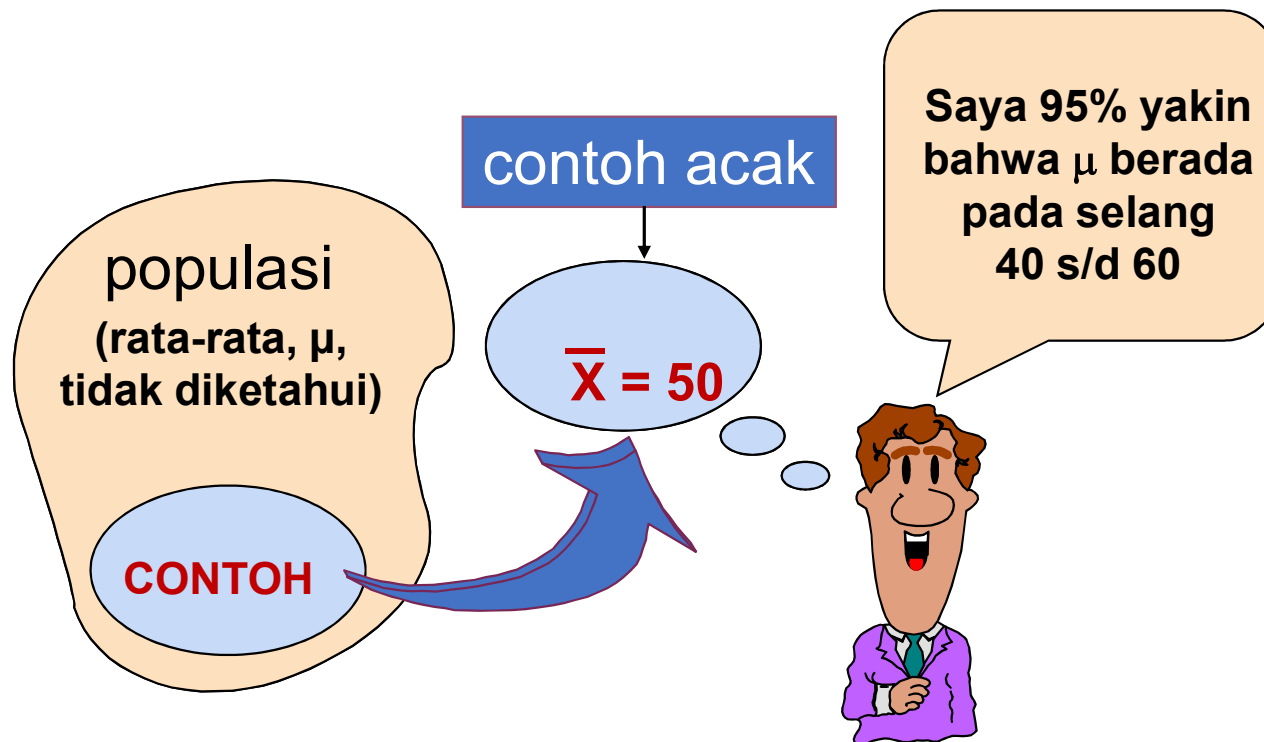 populasi
(rata-rata, μ,
tidak diketahui)
CONTOH
contoh acak
X̅ = 50
Saya 95% yakin
bahwa μ berada
pada selang
40 s/d 60